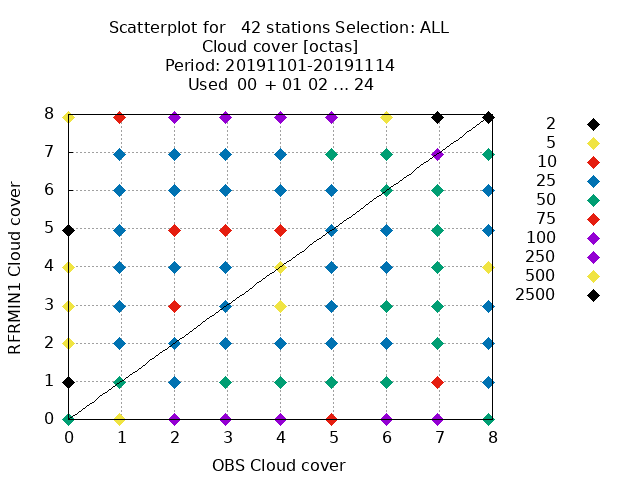 Scatterplot for   42 stations Selection: ALL
Cloud cover [octas]
Period: 20191101-20191114
Used  00 + 01 02 ... 24
8
7
6
5
4
3
2
1
0
RFRMIN1 Cloud cover
0 1 2 3 4 5 6 7 8
OBS Cloud cover
2
5
10
25
50
75
100
250
500
2500